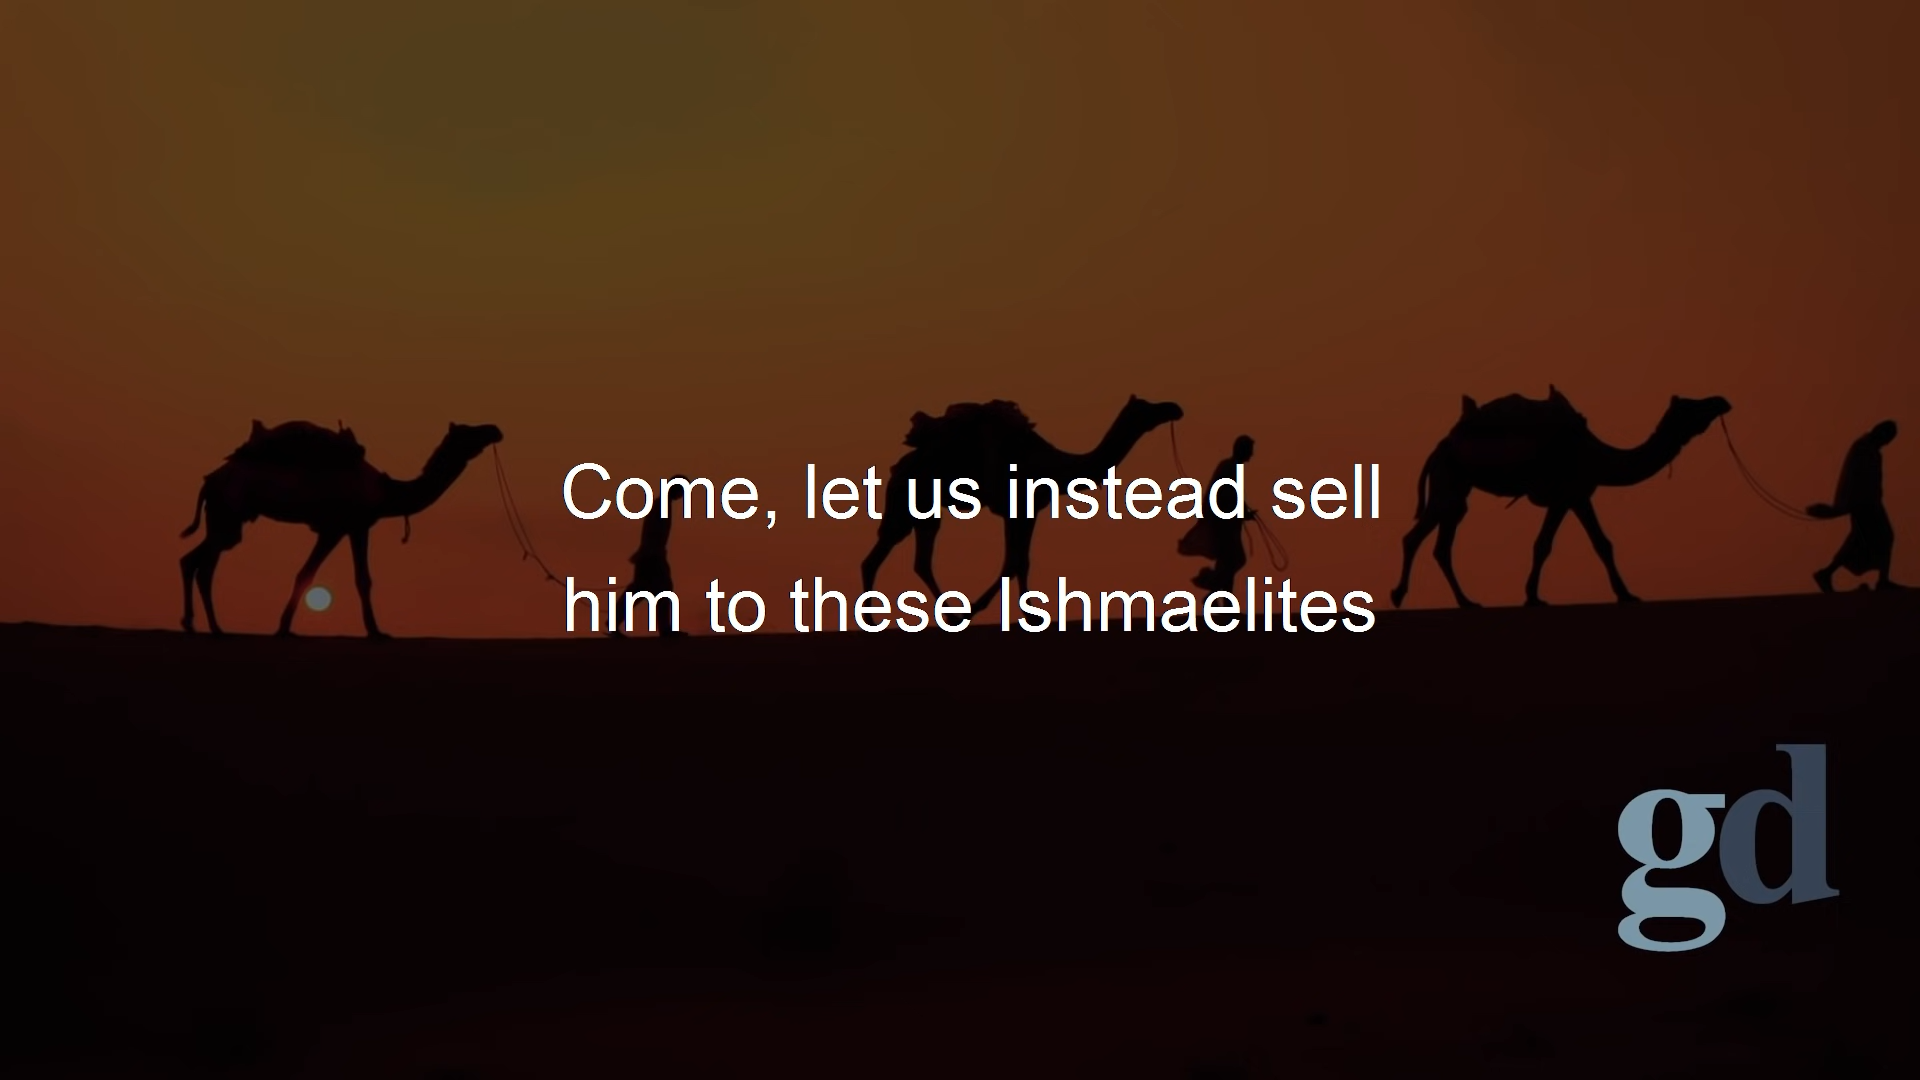 Come, let us instead sell
him to these Ishmaelites
gd